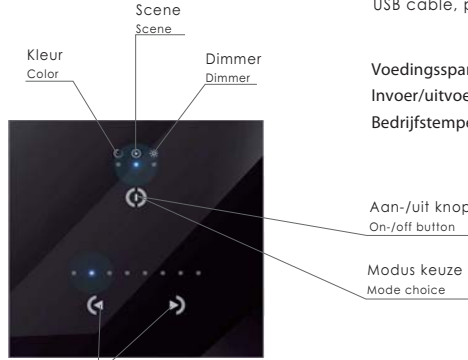 Scene
Scene
USB cable, p
Kleur
Color
Dimmer
Dimmer
Voedingsspa
Invoer/uitvoe
Bedrijfstempe
Aan-/uit knop
On-/off button
Modus keuze
Mode choice